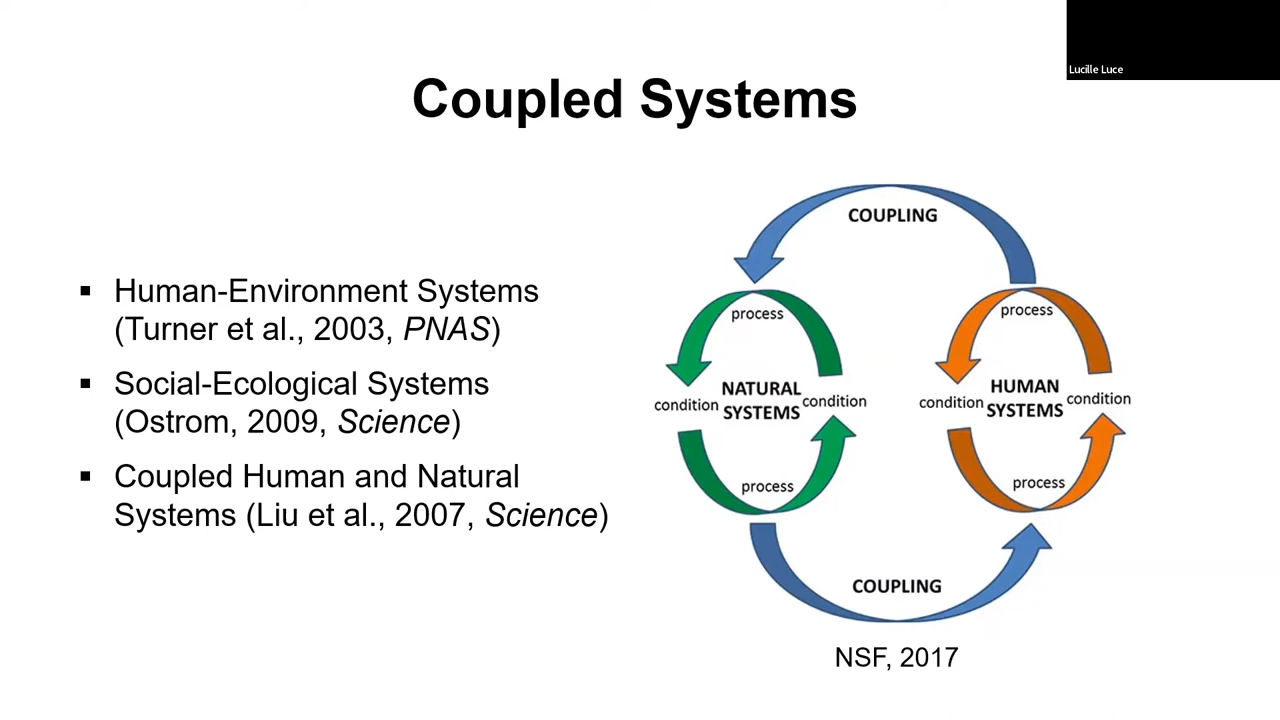 Lucille Luce
Coupled Systems
▪ Human-Environment Systems
(Turner et al., 2003, PNAS)
▪ Social-Ecological Systems
(Ostrom, 2009, Science)
▪ Coupled Human and Natural
Systems (Liu et al., 2007, Science)
COUPLING
process
NATURAL
SYSTEMS
condition
condition
process
process
HUMAN
SYSTEMS
condition
condition
process
COUPLING
NSF, 2017